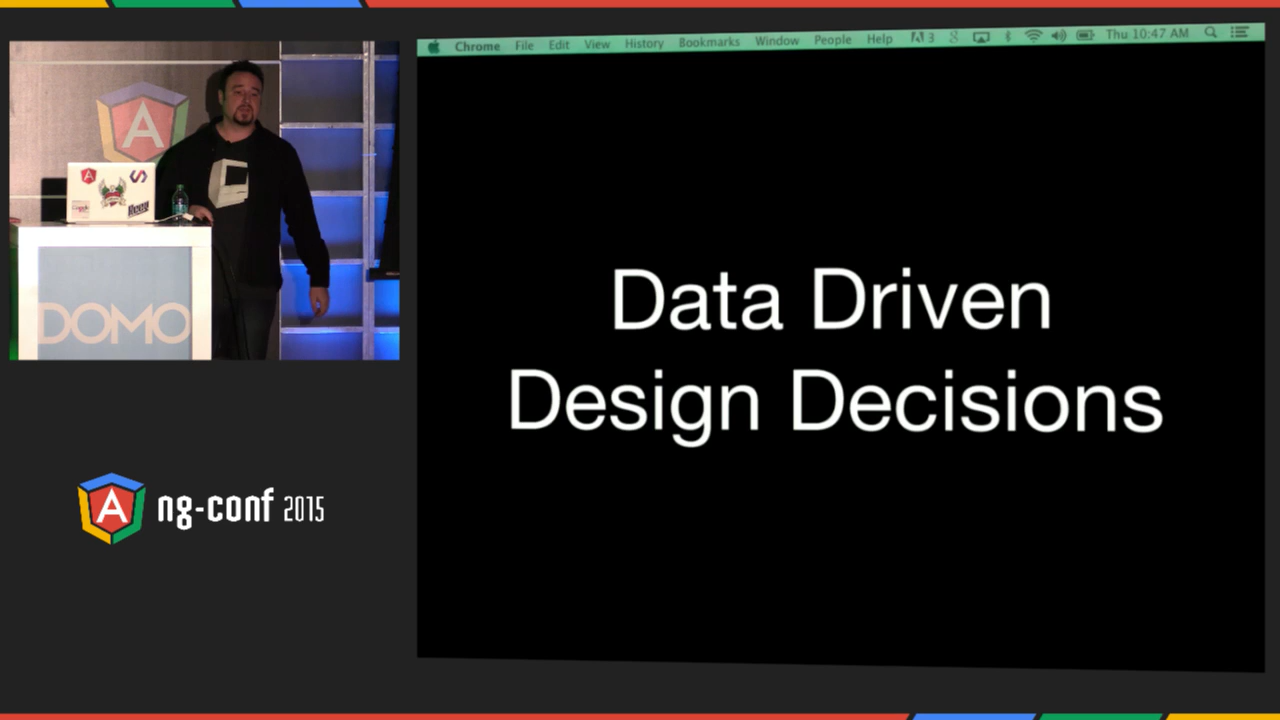 Chrome File Edit View History Bookmarks Window People Help 3 Thu 10:47 AM
A
DOMO
Data Driven
Design Decisions
A ng-conf 2015